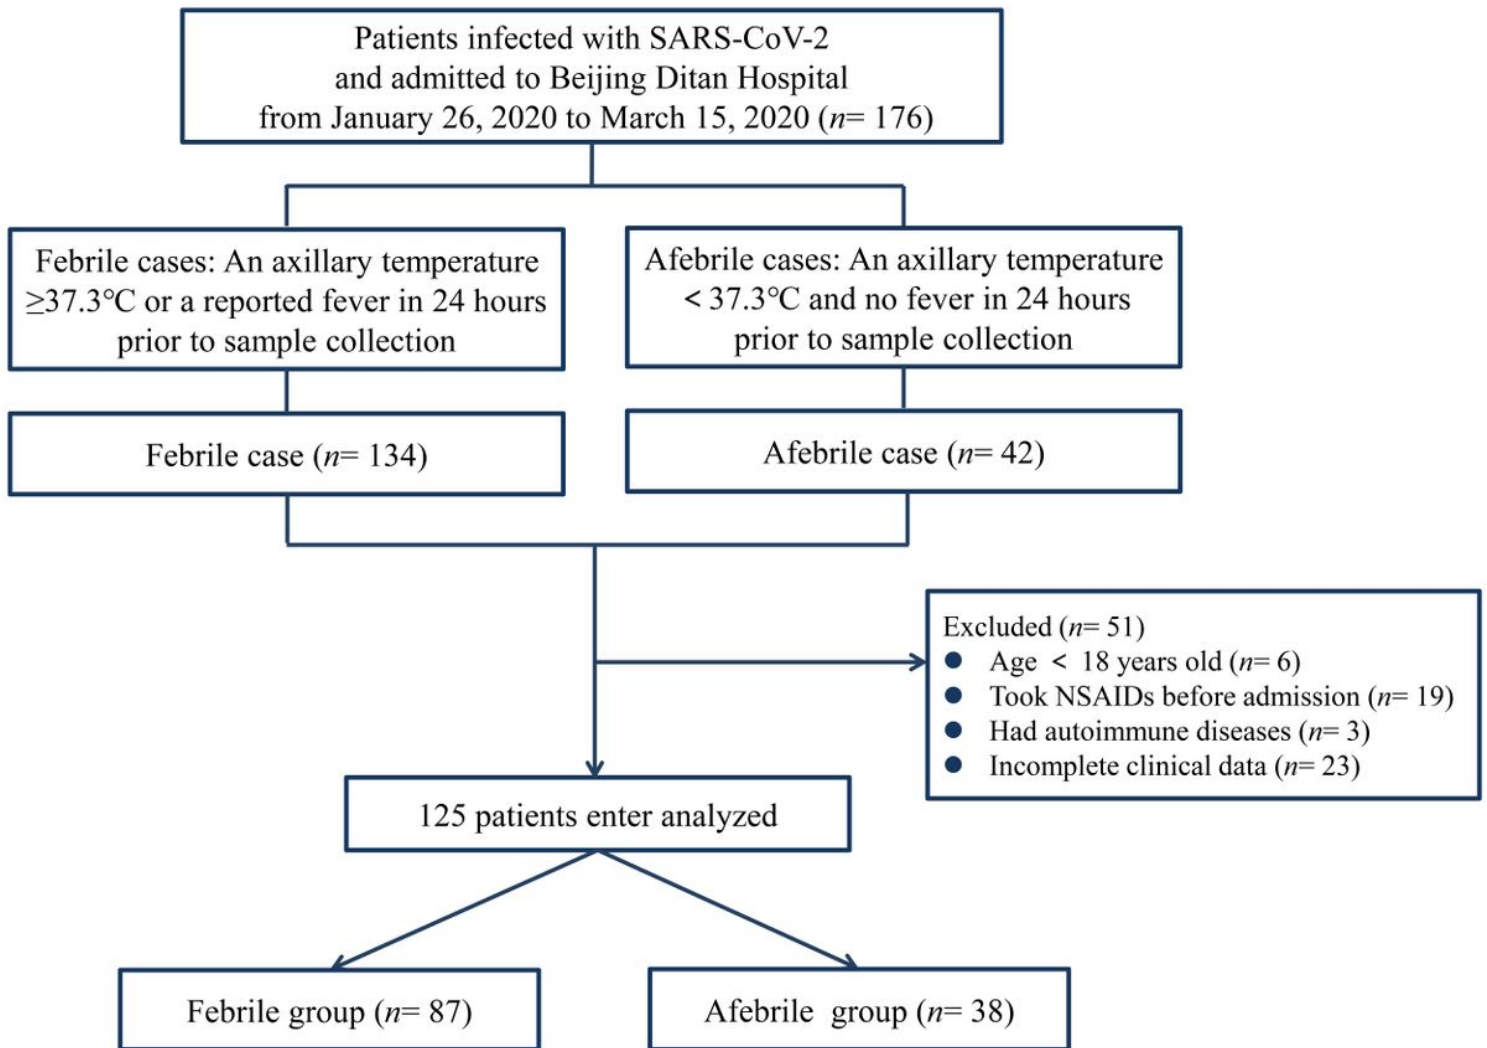 Patients infected with SARS-CoV-2
and admitted to Beijing Ditan Hospital
from January 26, 2020 to March 15, 2020 (n= 176)
Febrile cases: An axillary temperature
≥37.3℃ or a reported fever in 24 hours
prior to sample collection
Afebrile cases: An axillary temperature
< 37.3℃ and no fever in 24 hours
prior to sample collection
Febrile case (n= 134)
Afebrile case (n= 42)
Excluded (n= 51)
● Age < 18 years old (n= 6)
● Took NSAIDs before admission (n= 19)
● Had autoimmune diseases (n= 3)
● Incomplete clinical data (n= 23)
125 patients enter analyzed
Febrile group (n= 87)
Afebrile group (n= 38)